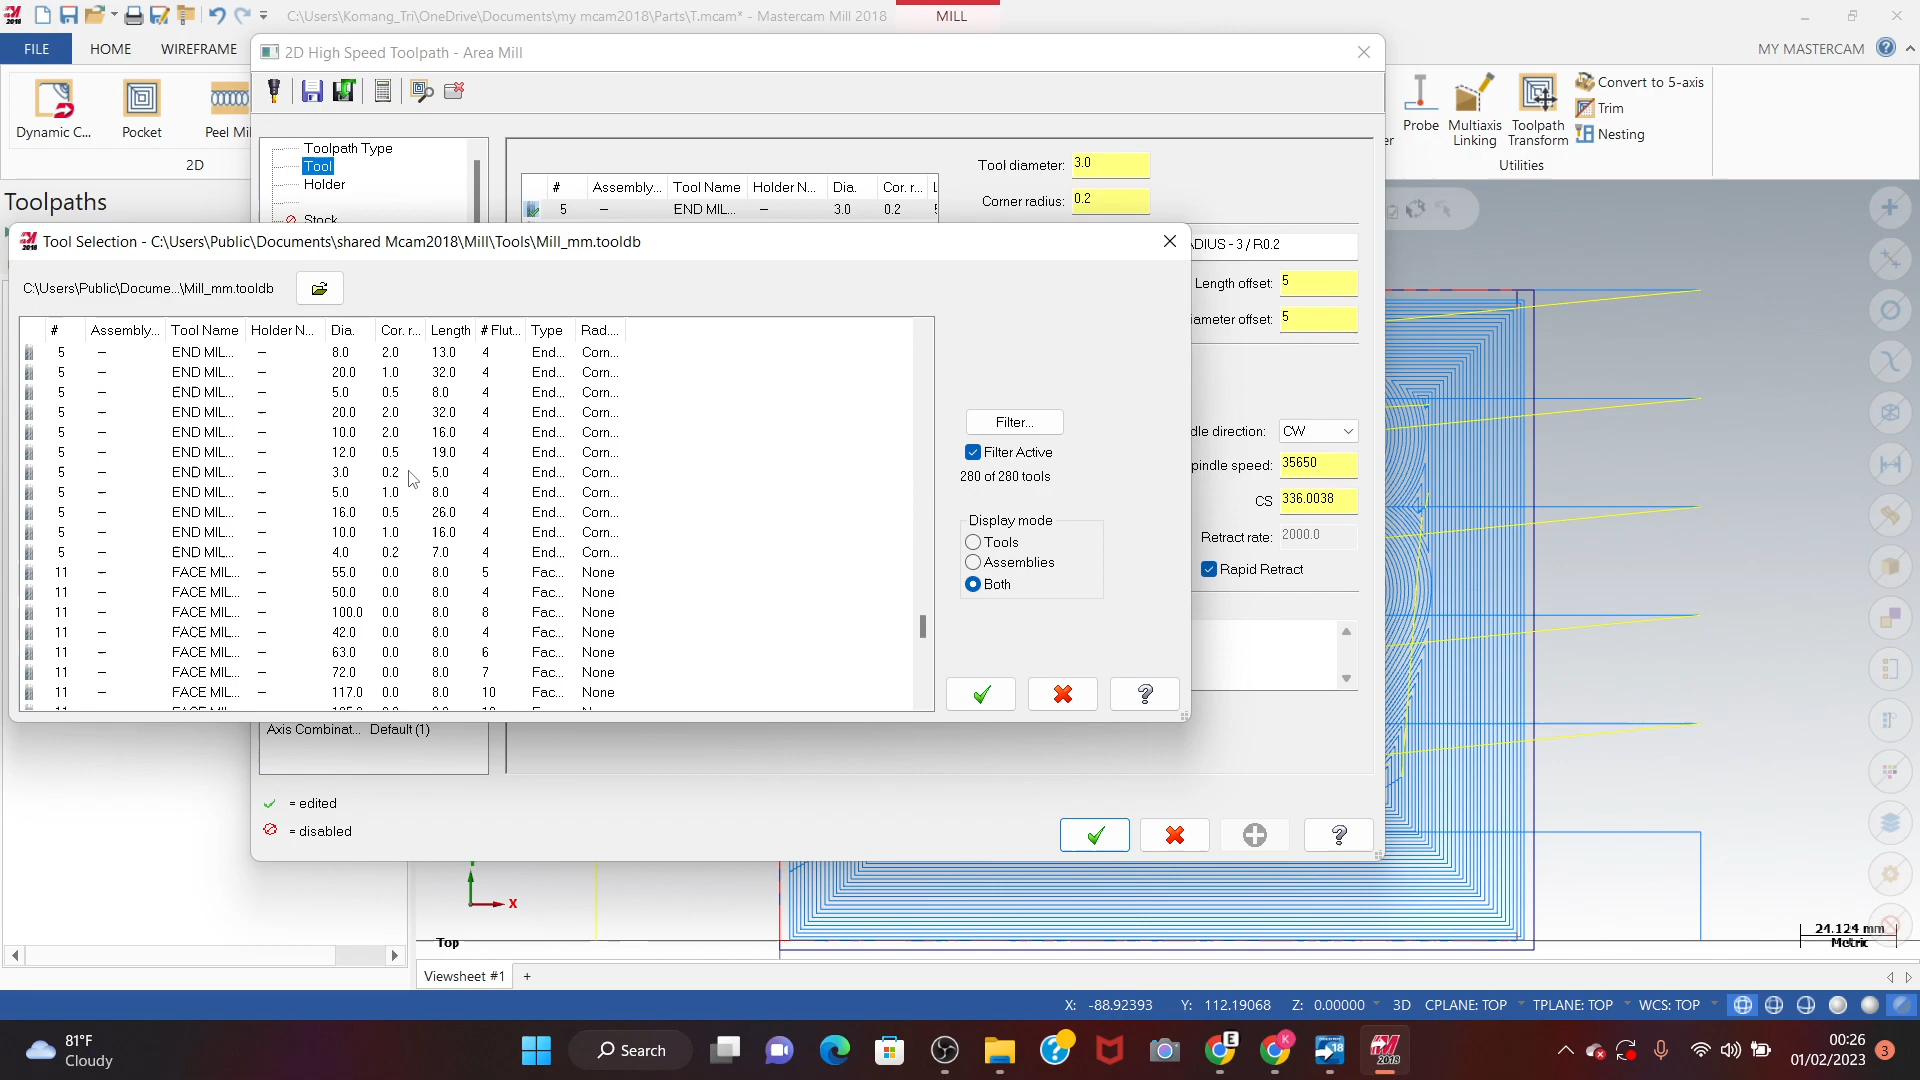 C:\Users\Komang_Tri\OneDrive\Documents\my mcam2018\Parts\T.mcam* - Mastercam Mill 2018
MILL
FILE
HOME
WIREFRAME
MY MASTERCAM
2D High Speed Toolpath - Area Mill
Dynamic C...
Pocket
Peel Mil
2D
Probe
Multiaxis
Linking
Toolpath
Transform
Convert to 5-axis
Trim
Nesting
Utilities
Toolpaths
Toolpath Type
Tool
Holder
Stock
# Assembly... Tool Name Holder N... Dia. Cor. r... L
5 – END MIL... – 3.0 0.2 5
Tool diameter: 3.0
Corner radius: 0.2
DIUS - 3 / R0.2
Length offset: 5
iameter offset: 5
dle direction: CW
pindle speed: 35650
CS 336.0038
Retract rate: 2000.0
Rapid Retract
Tool Selection - C:\Users\Public\Documents\shared Mcam2018\Mill\Tools\Mill_mm.tooldb
C:\Users\Public\Docume...\Mill_mm.tooldb
# Assembly... Tool Name Holder N... Dia. Cor. r... Length # Flut... Type Rad....
5 – END MIL... – 8.0 2.0 13.0 4 End... Corn...
5 – END MIL... – 20.0 1.0 32.0 4 End... Corn...
5 – END MIL... – 5.0 0.5 8.0 4 End... Corn...
5 – END MIL... – 20.0 2.0 32.0 4 End... Corn...
5 – END MIL... – 10.0 2.0 16.0 4 End... Corn...
5 – END MIL... – 12.0 0.5 19.0 4 End... Corn...
5 – END MIL... – 3.0 0.2 5.0 4 End... Corn...
5 – END MIL... – 5.0 1.0 8.0 4 End... Corn...
5 – END MIL... – 16.0 0.5 26.0 4 End... Corn...
5 – END MIL... – 10.0 1.0 16.0 4 End... Corn...
5 – END MIL... – 4.0 0.2 7.0 4 End... Corn...
11 – FACE MIL... – 55.0 0.0 8.0 5 Fac... None
11 – FACE MIL... – 50.0 0.0 8.0 4 Fac... None
11 – FACE MIL... – 100.0 0.0 8.0 8 Fac... None
11 – FACE MIL... – 42.0 0.0 8.0 4 Fac... None
11 – FACE MIL... – 63.0 0.0 8.0 6 Fac... None
11 – FACE MIL... – 72.0 0.0 8.0 7 Fac... None
11 – FACE MIL... – 117.0 0.0 8.0 10 Fac... None
Filter...
Filter Active
280 of 280 tools
Display mode
Tools
Assemblies
Both
Axis Combinat... Default (1)
= edited
= disabled
X
Top
24.124 mm
Metric
Viewsheet #1 +
X: -88.92393 Y: 112.19068 Z: 0.00000 3D CPLANE: TOP TPLANE: TOP WCS: TOP
81°F
Cloudy
Search
E
K
18
2018
00:26
01/02/2023
3